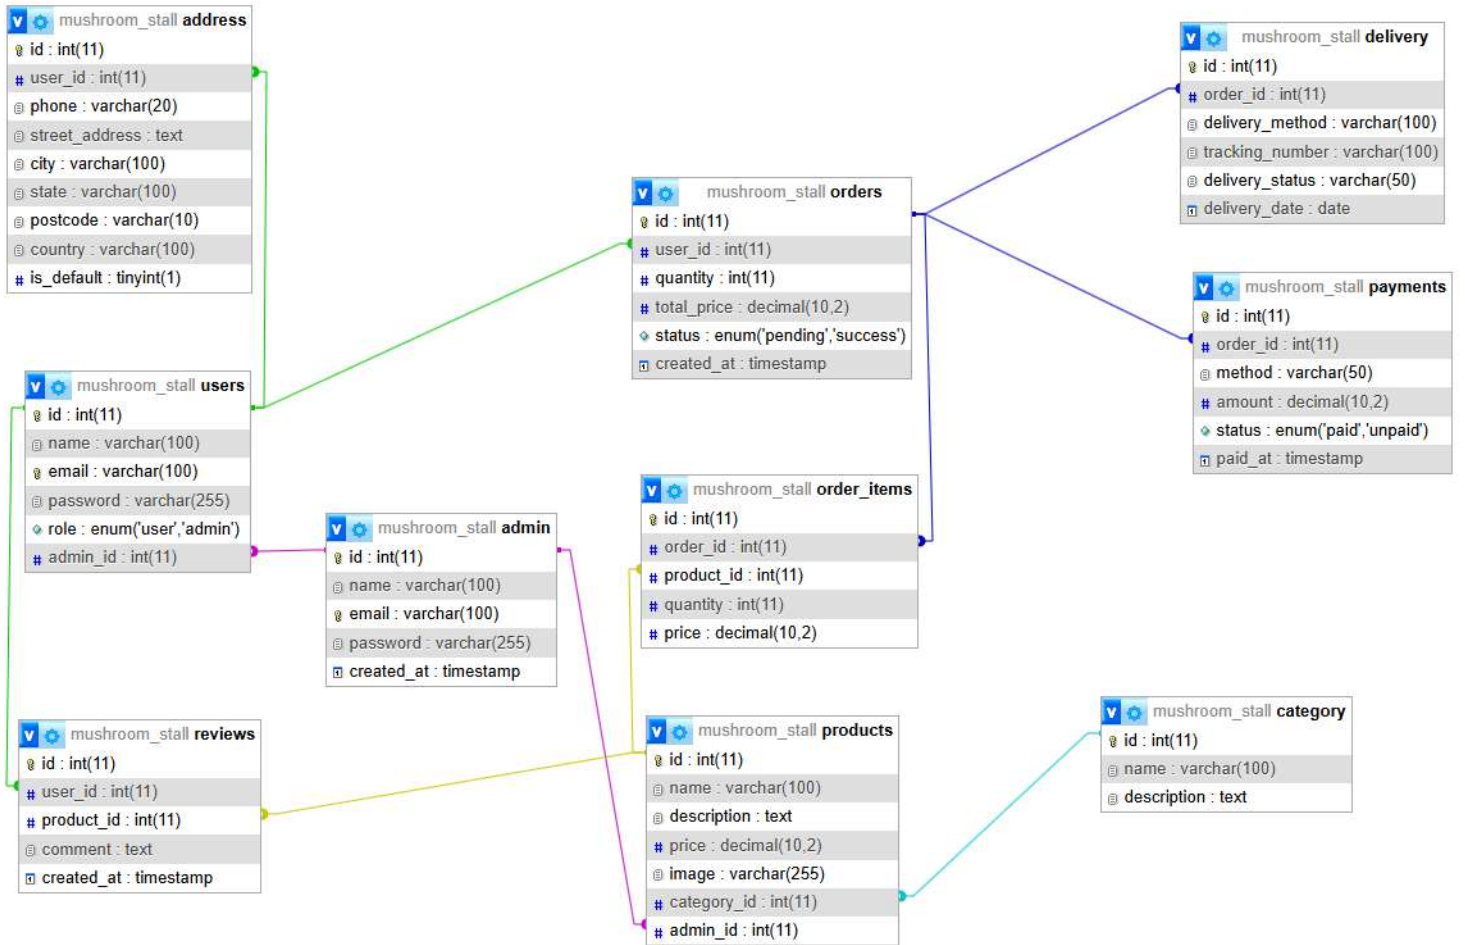 mushroom_stall address
id : int(11)
user_id : int(11)
phone : varchar(20)
street_address : text
city : varchar(100)
state : varchar(100)
postcode : varchar(10)
country : varchar(100)
is_default : tinyint(1)
mushroom_stall delivery
id : int(11)
order_id : int(11)
delivery_method : varchar(100)
tracking_number : varchar(100)
delivery_status : varchar(50)
delivery_date : date
mushroom_stall orders
id : int(11)
user_id : int(11)
quantity : int(11)
total_price : decimal(10,2)
status : enum('pending','success')
created_at : timestamp
mushroom_stall payments
id : int(11)
order_id : int(11)
method : varchar(50)
amount : decimal(10,2)
status : enum('paid','unpaid')
paid_at : timestamp
mushroom_stall users
id : int(11)
name : varchar(100)
email : varchar(100)
password : varchar(255)
role : enum('user','admin')
admin_id : int(11)
mushroom_stall admin
id : int(11)
name : varchar(100)
email : varchar(100)
password : varchar(255)
created_at : timestamp
mushroom_stall order_items
id : int(11)
order_id : int(11)
product_id : int(11)
quantity : int(11)
price : decimal(10,2)
mushroom_stall reviews
id : int(11)
user_id : int(11)
product_id : int(11)
comment : text
created_at : timestamp
mushroom_stall products
id : int(11)
name : varchar(100)
description : text
price : decimal(10,2)
image : varchar(255)
category_id : int(11)
admin_id : int(11)
mushroom_stall category
id : int(11)
name : varchar(100)
description : text